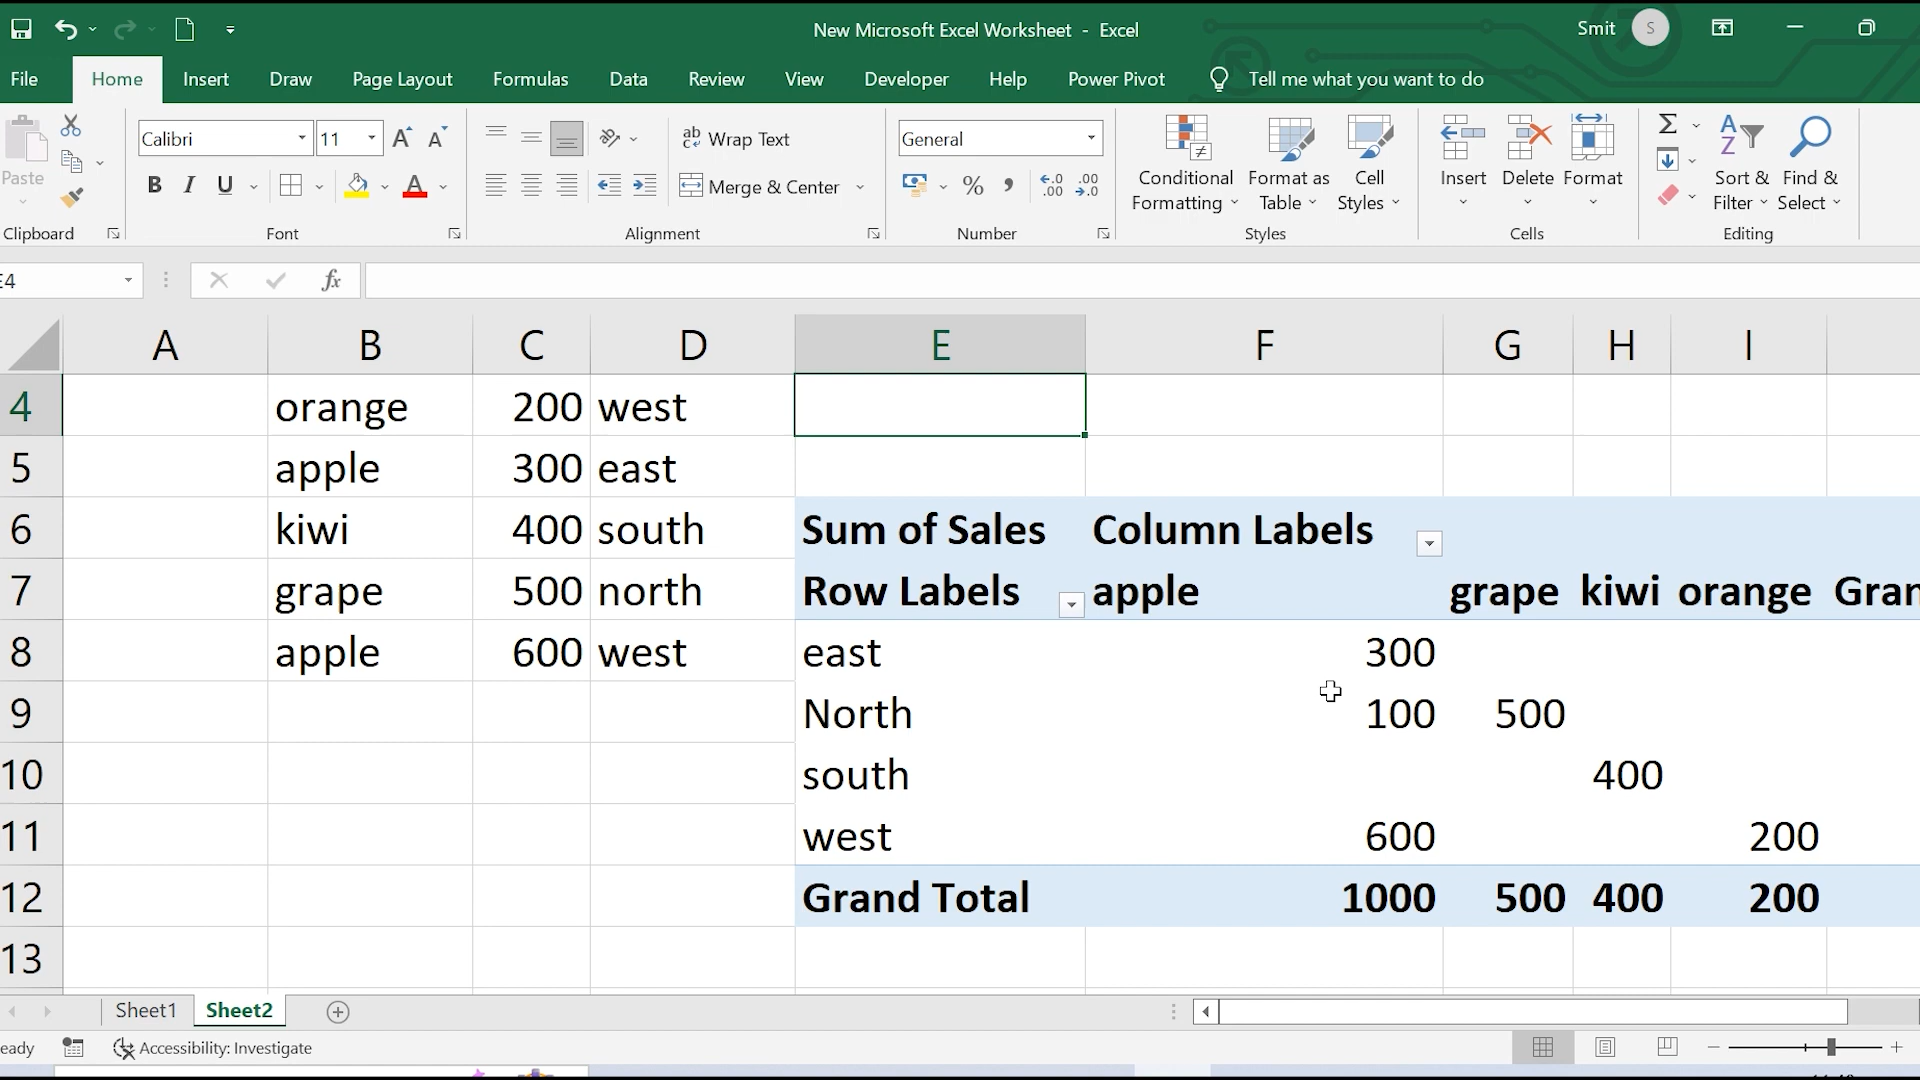 New Microsoft Excel Worksheet - Excel
Smit S
File Home Insert Draw Page Layout Formulas Data Review View Developer Help Power Pivot Tell me what you want to do
Paste
Calibri 11
B I U
ab Wrap Text
Merge & Center
General
% 9
Conditional Formatting
Format as Table
Cell Styles
Insert Delete Format
Sort & Filter
Find & Select
Clipboard Font Alignment Number Styles Cells Editing
E4 fx
A B C D E F G H I
4 orange 200 west
5 apple 300 east
6 kiwi 400 south Sum of Sales Column Labels
7 grape 500 north Row Labels apple grape kiwi orange Gran
8 apple 600 west east 300
9 North 100 500
10 south 400
11 west 600 200
12 Grand Total 1000 500 400 200
13
Sheet1 Sheet2
eady Accessibility: Investigate